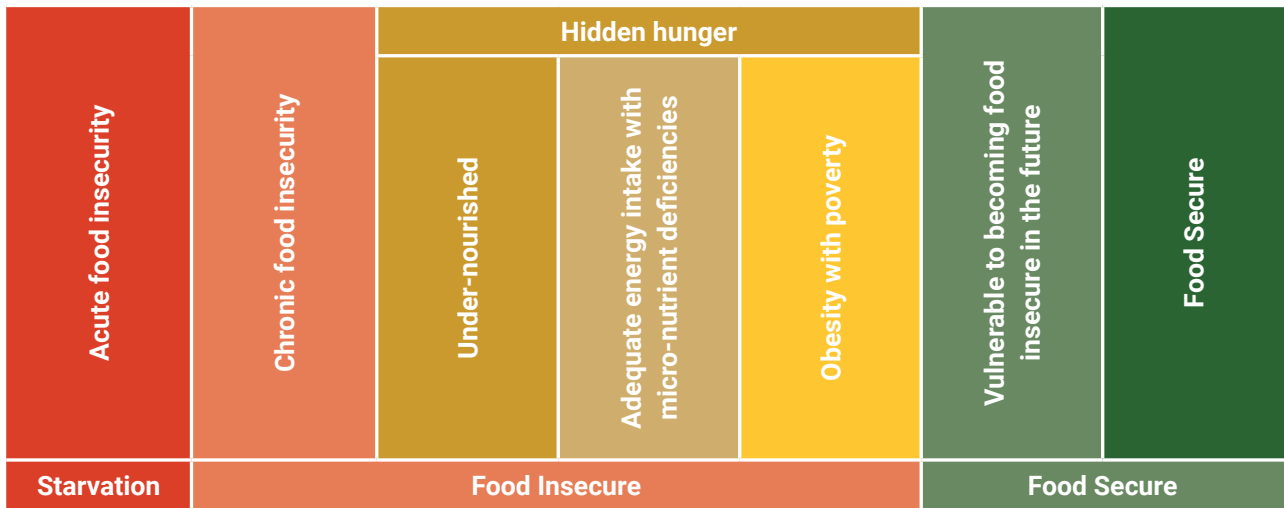 Hidden hunger
Acute food insecurity
Chronic food insecurity
Under-nourished
Adequate energy intake with
micro-nutrient deficiencies
Obesity with poverty
Vulnerable to becoming food
insecure in the future
Food Secure
Starvation
Food Insecure
Food Secure